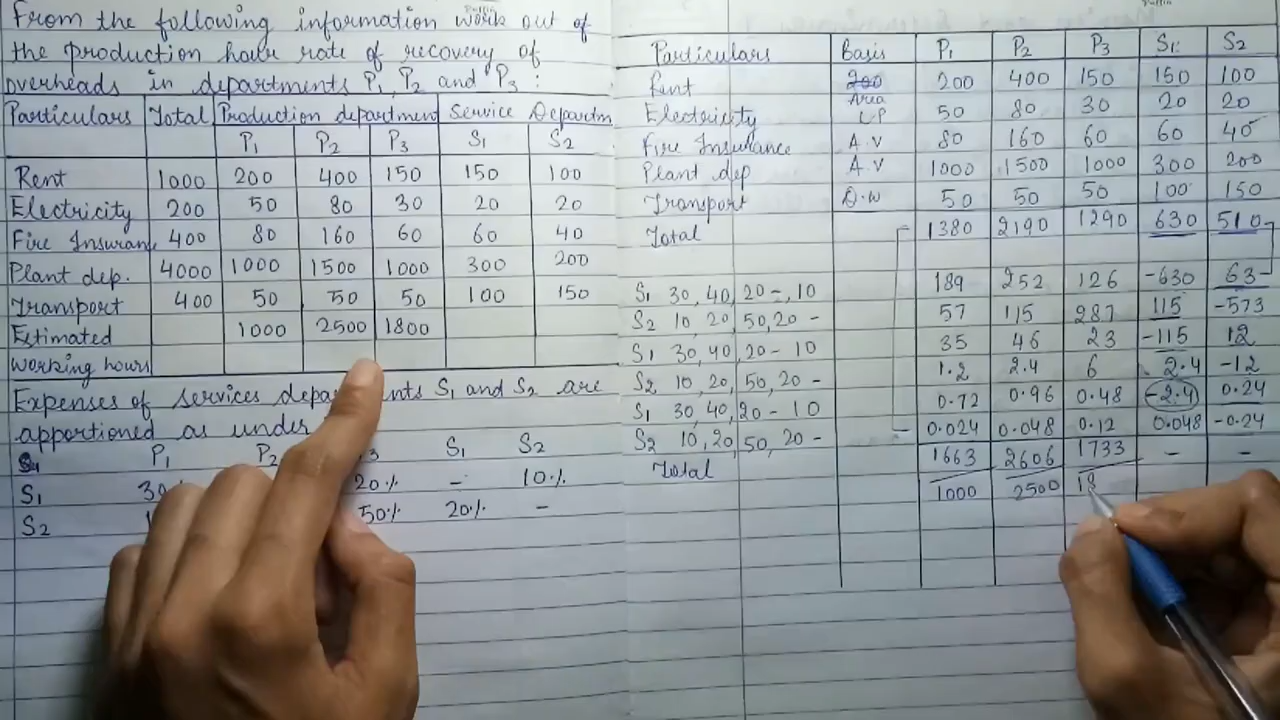 From the following information work out of
the production hour rate of recovery of
overheads in departments P1, P2 and P3 :
Particulars Total Production department Service Departm
P1 P2 P3 S1 S2
Rent 1000 200 400 150 150 100
Electricity 200 50 80 30 20 20
Fire Insuran 400 80 160 60 60 40
Plant dep. 4000 1000 1500 1000 300 200
Transport 400 50 50 50 100 150
Estimated 1000 2500 1800
working hours
Expenses of services depa nts S1 and S2 are
apportioned as under
P1 P2 3 S1 S2
S1 30 20% - 10%
S2 1 50% 20% -
Particulars Basis P1 P2 P3 S1 S2
Rent 200 200 400 150 150 100
Area
Electricity L.P 50 80 30 20 20
Fire Insurance A.V 80 160 60 60 40
Plant dep A.V 1000 1500 1000 300 200
Transport D.W 50 50 50 100 150
Total 1380 2190 1290 630 510
S1 30, 40, 20 -, 10 189 252 126 -630 63
S2 10, 20, 50, 20 - 57 115 287 115 -573
S1 30, 40, 20 - 10 35 46 23 -115 12
S2 10, 20, 50, 20 - 1.2 2.4 6 2.4 -12
S1 30, 40, 20 - 10 0.72 0.96 0.48 -2.4 0.24
S2 10, 20, 50, 20 - 0.024 0.048 0.12 0.048 -0.24
Total 1663 2606 1733 - -
1000 2500 18